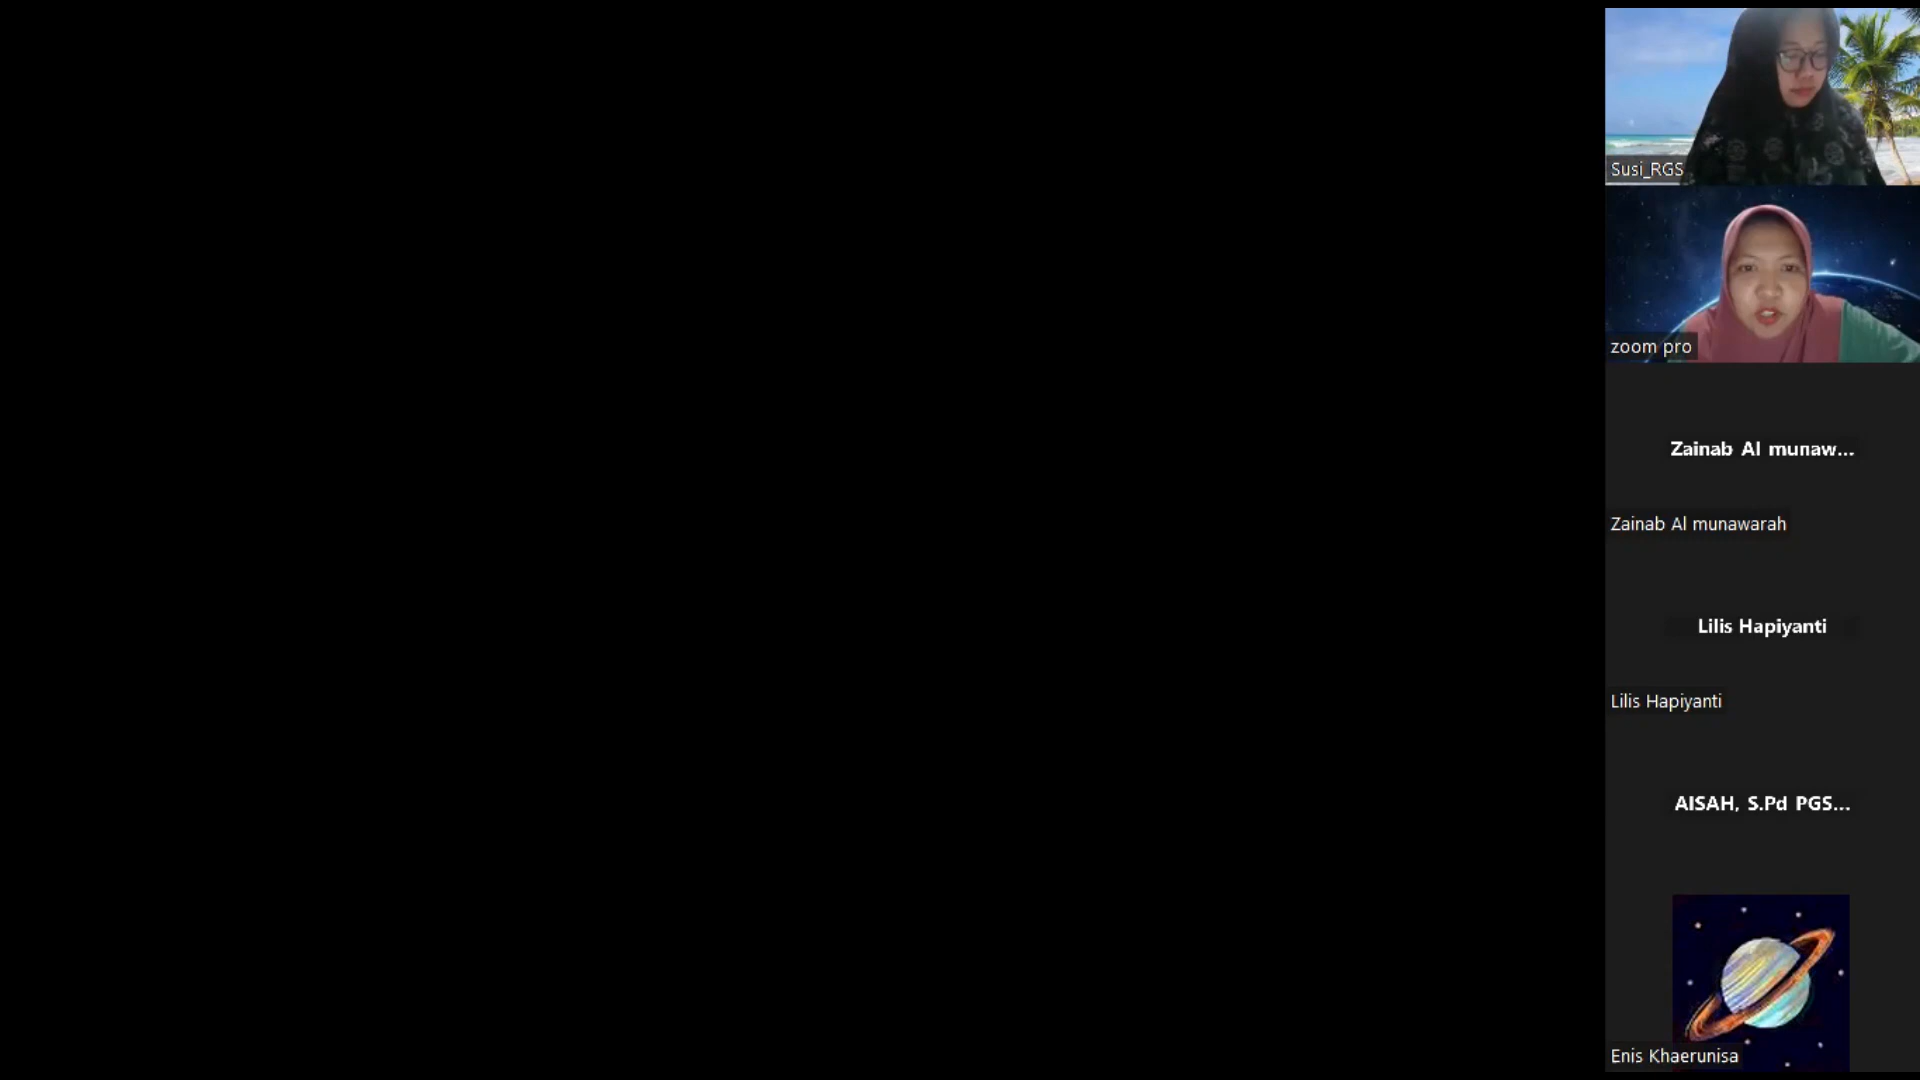 Susi_RGS
zoom pro
Zainab Al munaw...
Zainab Al munawarah
Lilis Hapiyanti
Lilis Hapiyanti
AISAH, S.Pd PGS...
Enis Khaerunisa